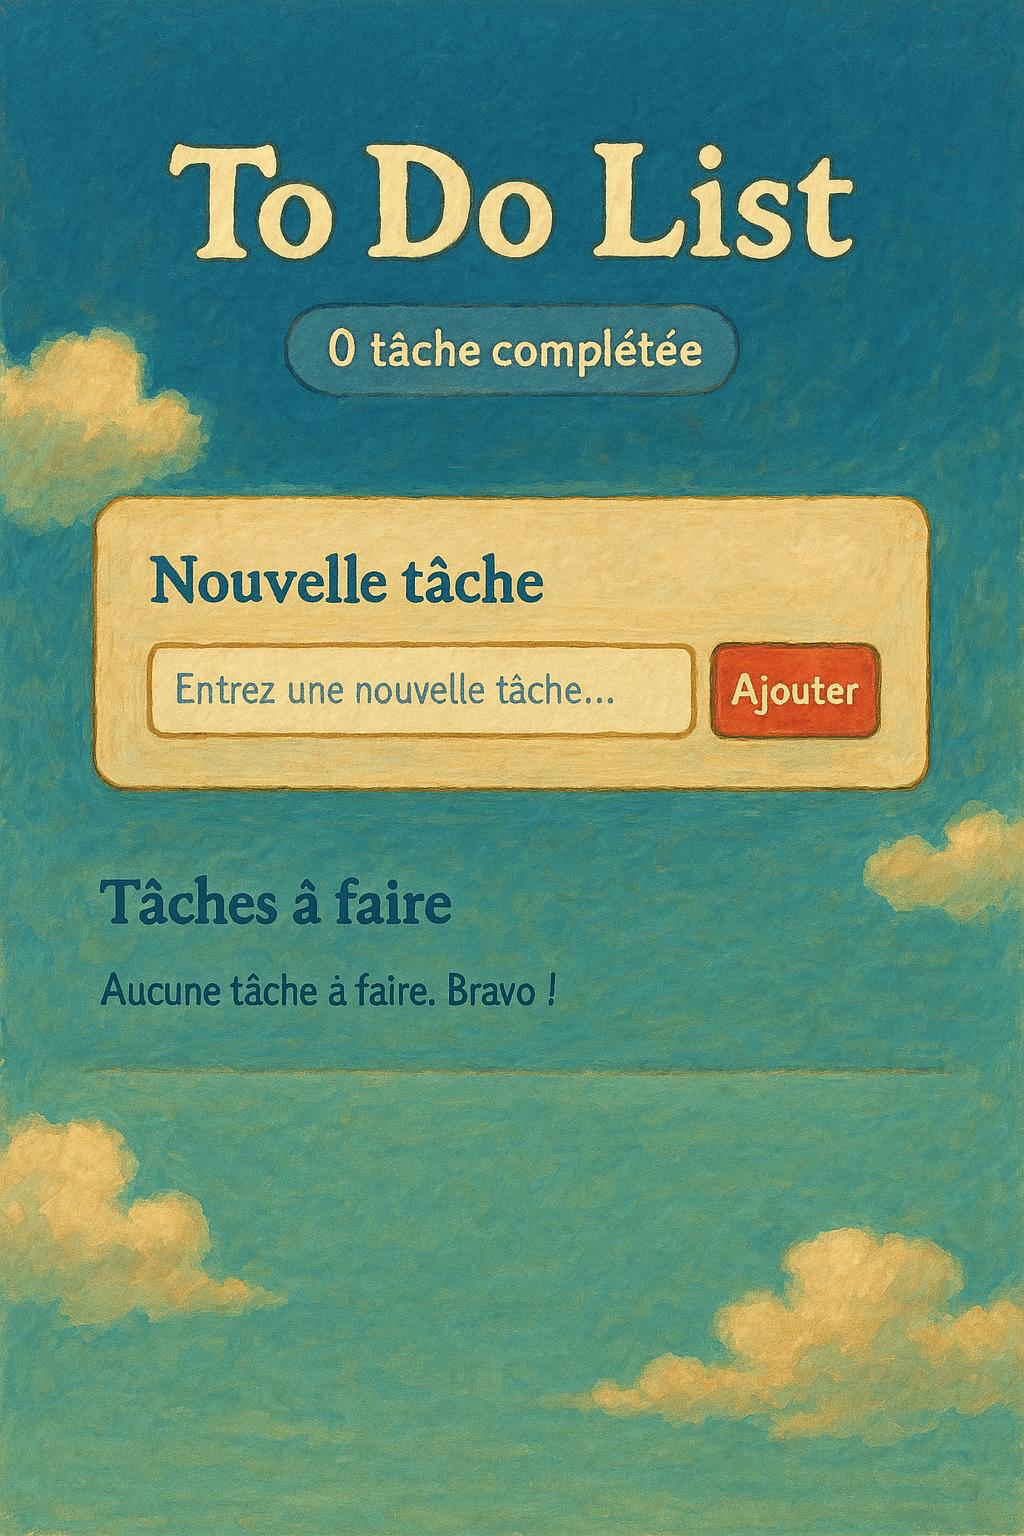 To Do List
0 tâche complétée
Nouvelle tâche
Entrez une nouvelle tâche...
Ajouter
Tâches â faire
Aucune tâche ȧ faire. Bravo !